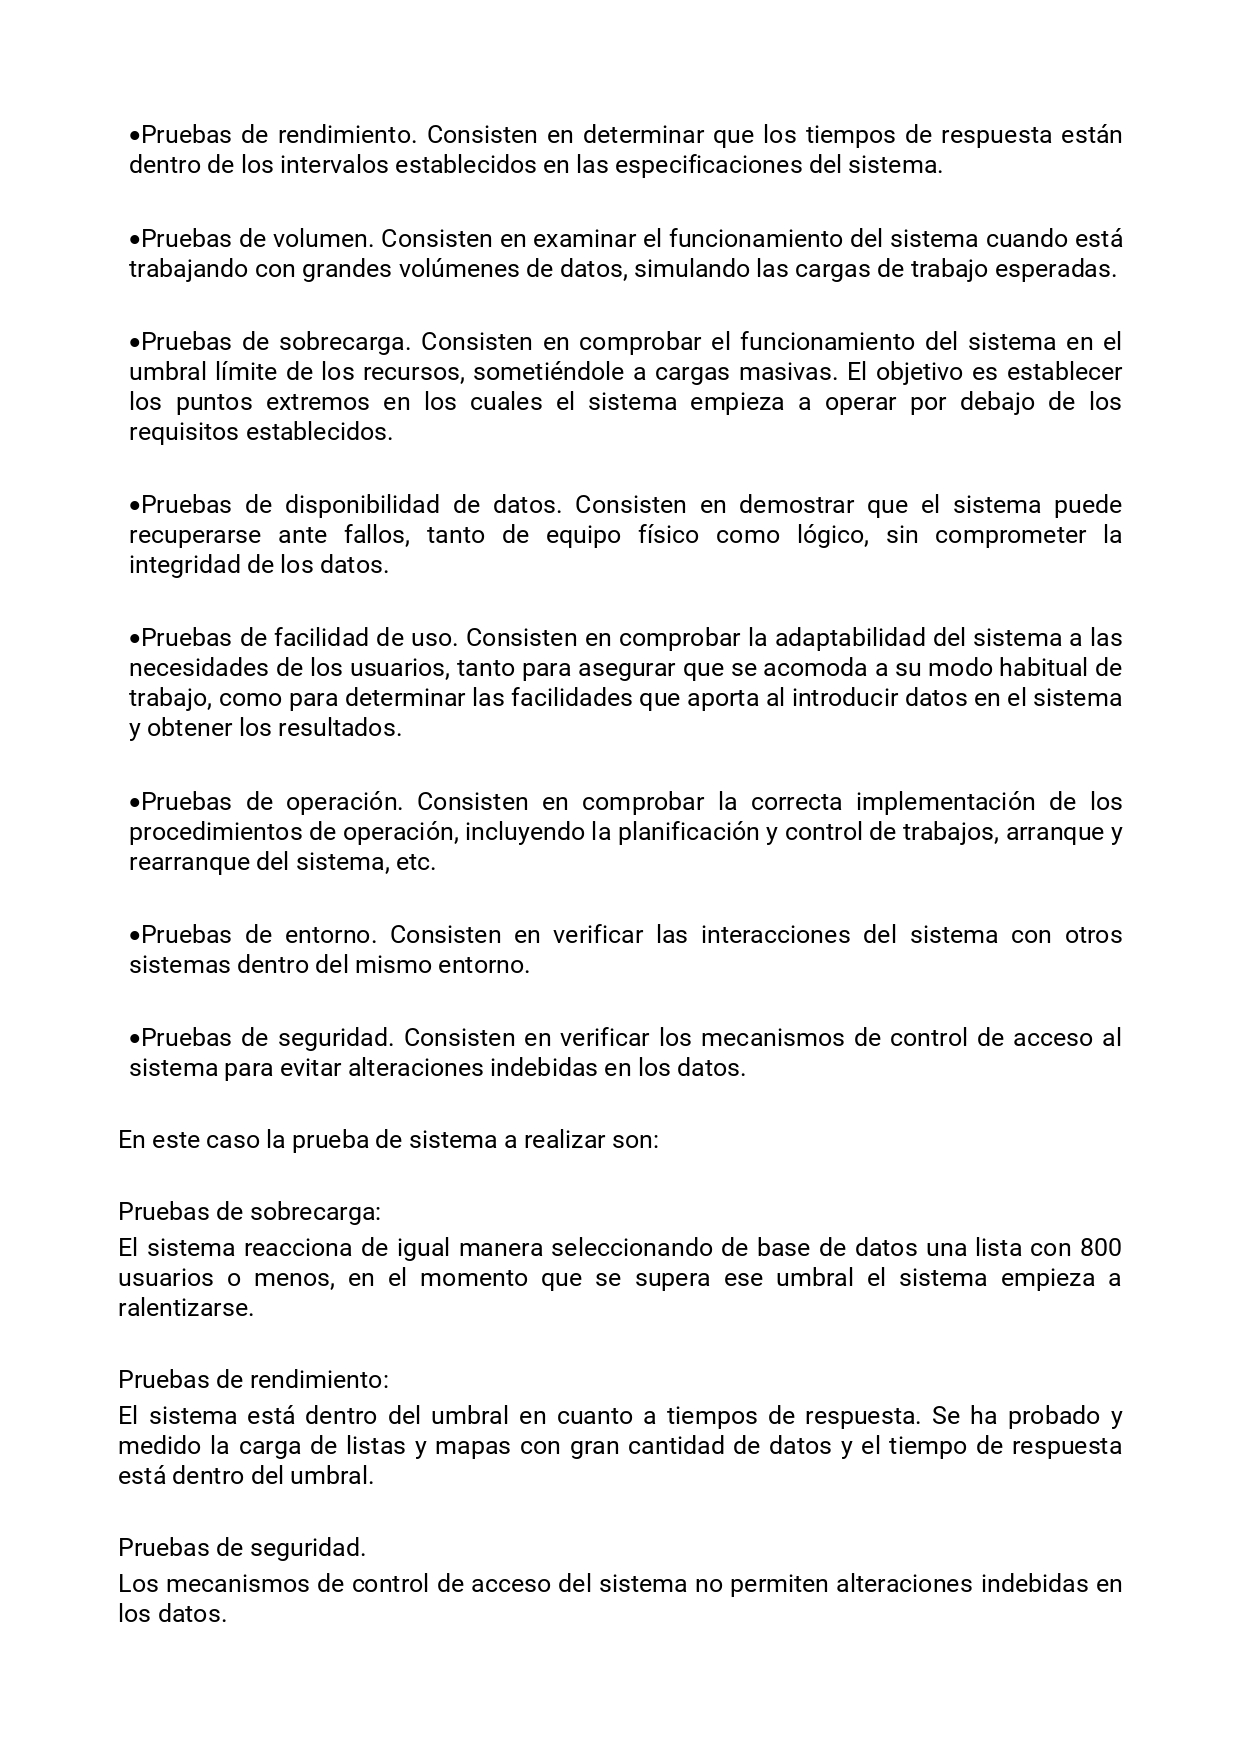 •Pruebas de rendimiento. Consisten en determinar que los tiempos de respuesta están
dentro de los intervalos establecidos en las especificaciones del sistema.
•Pruebas de volumen. Consisten en examinar el funcionamiento del sistema cuando está
trabajando con grandes volúmenes de datos, simulando las cargas de trabajo esperadas.
•Pruebas de sobrecarga. Consisten en comprobar el funcionamiento del sistema en el
umbral límite de los recursos, sometiéndole a cargas masivas. El objetivo es establecer
los puntos extremos en los cuales el sistema empieza a operar por debajo de los
requisitos establecidos.
•Pruebas de disponibilidad de datos. Consisten en demostrar que el sistema puede
recuperarse ante fallos, tanto de equipo físico como lógico, sin comprometer la
integridad de los datos.
•Pruebas de facilidad de uso. Consisten en comprobar la adaptabilidad del sistema a las
necesidades de los usuarios, tanto para asegurar que se acomoda a su modo habitual de
trabajo, como para determinar las facilidades que aporta al introducir datos en el sistema
y obtener los resultados.
•Pruebas de operación. Consisten en comprobar la correcta implementación de los
procedimientos de operación, incluyendo la planificación y control de trabajos, arranque y
rearranque del sistema, etc.
•Pruebas de entorno. Consisten en verificar las interacciones del sistema con otros
sistemas dentro del mismo entorno.
•Pruebas de seguridad. Consisten en verificar los mecanismos de control de acceso al
sistema para evitar alteraciones indebidas en los datos.
En este caso la prueba de sistema a realizar son:
Pruebas de sobrecarga:
El sistema reacciona de igual manera seleccionando de base de datos una lista con 800
usuarios o menos, en el momento que se supera ese umbral el sistema empieza a
ralentizarse.
Pruebas de rendimiento:
El sistema está dentro del umbral en cuanto a tiempos de respuesta. Se ha probado y
medido la carga de listas y mapas con gran cantidad de datos y el tiempo de respuesta
está dentro del umbral.
Pruebas de seguridad.
Los mecanismos de control de acceso del sistema no permiten alteraciones indebidas en
los datos.